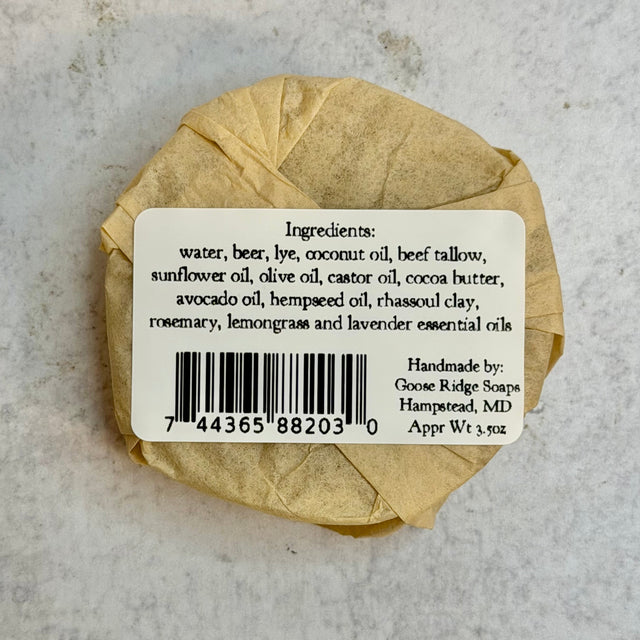 Ingredients:
water, beer, lye, coconut oil, beef tallow,
sunflower oil, olive oil, castor oil, cocoa butter,
avocado oil, hempseed oil, rhassoul clay,
rosemary, lemongrass and lavender essential oils
7 44365 88203 0
Handmade by:
Goose Ridge Soaps
Hampstead, MD
Appr Wt 3.5oz